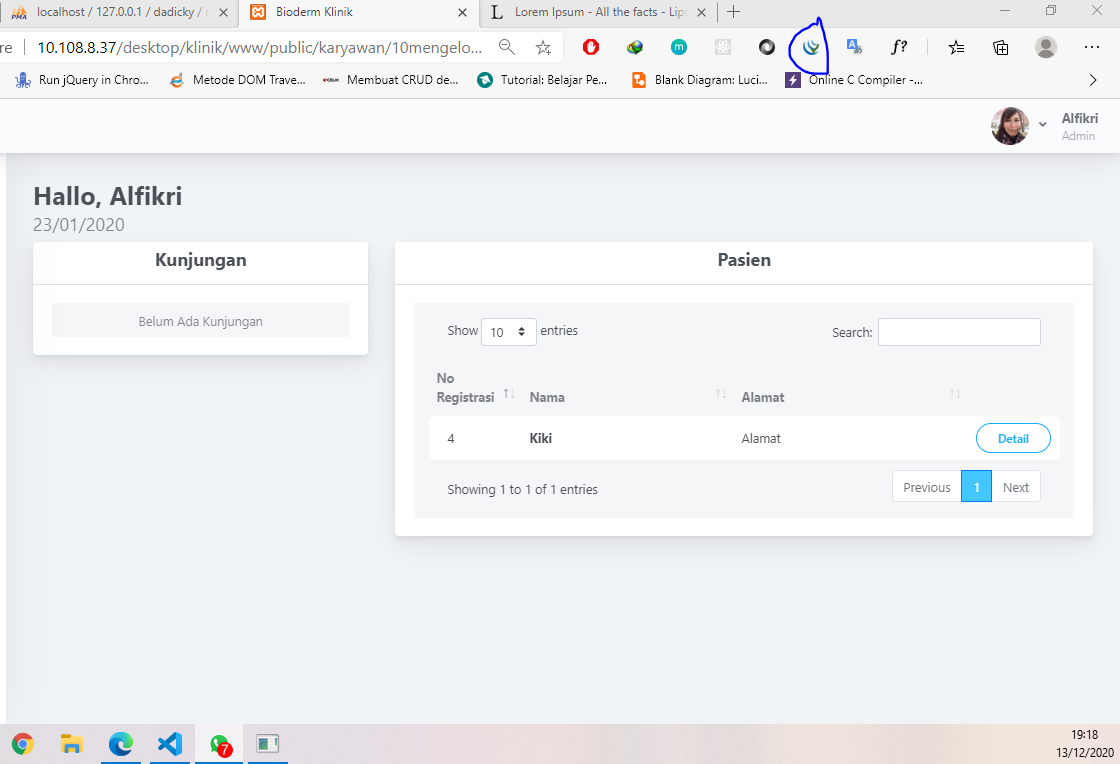 localhost / 127.0.0.1 / dadicky /
Bioderm Klinik
Lorem Ipsum - All the facts - Lips
re
10.108.8.37/desktop/klinik/www/public/karyawan/10mengelo...
m
f?
Run jQuery in Chro...
Metode DOM Trave...
Membuat CRUD de...
Tutorial: Belajar Pe...
Blank Diagram: Luci...
Online C Compiler -...
Alfikri
Admin
Hallo, Alfikri
23/01/2020
Kunjungan
Belum Ada Kunjungan
Pasien
Show 10 entries
Search:
No
Registrasi Nama Alamat
4 Kiki Alamat Detail
Showing 1 to 1 of 1 entries
Previous 1 Next
7
19:18
13/12/2020